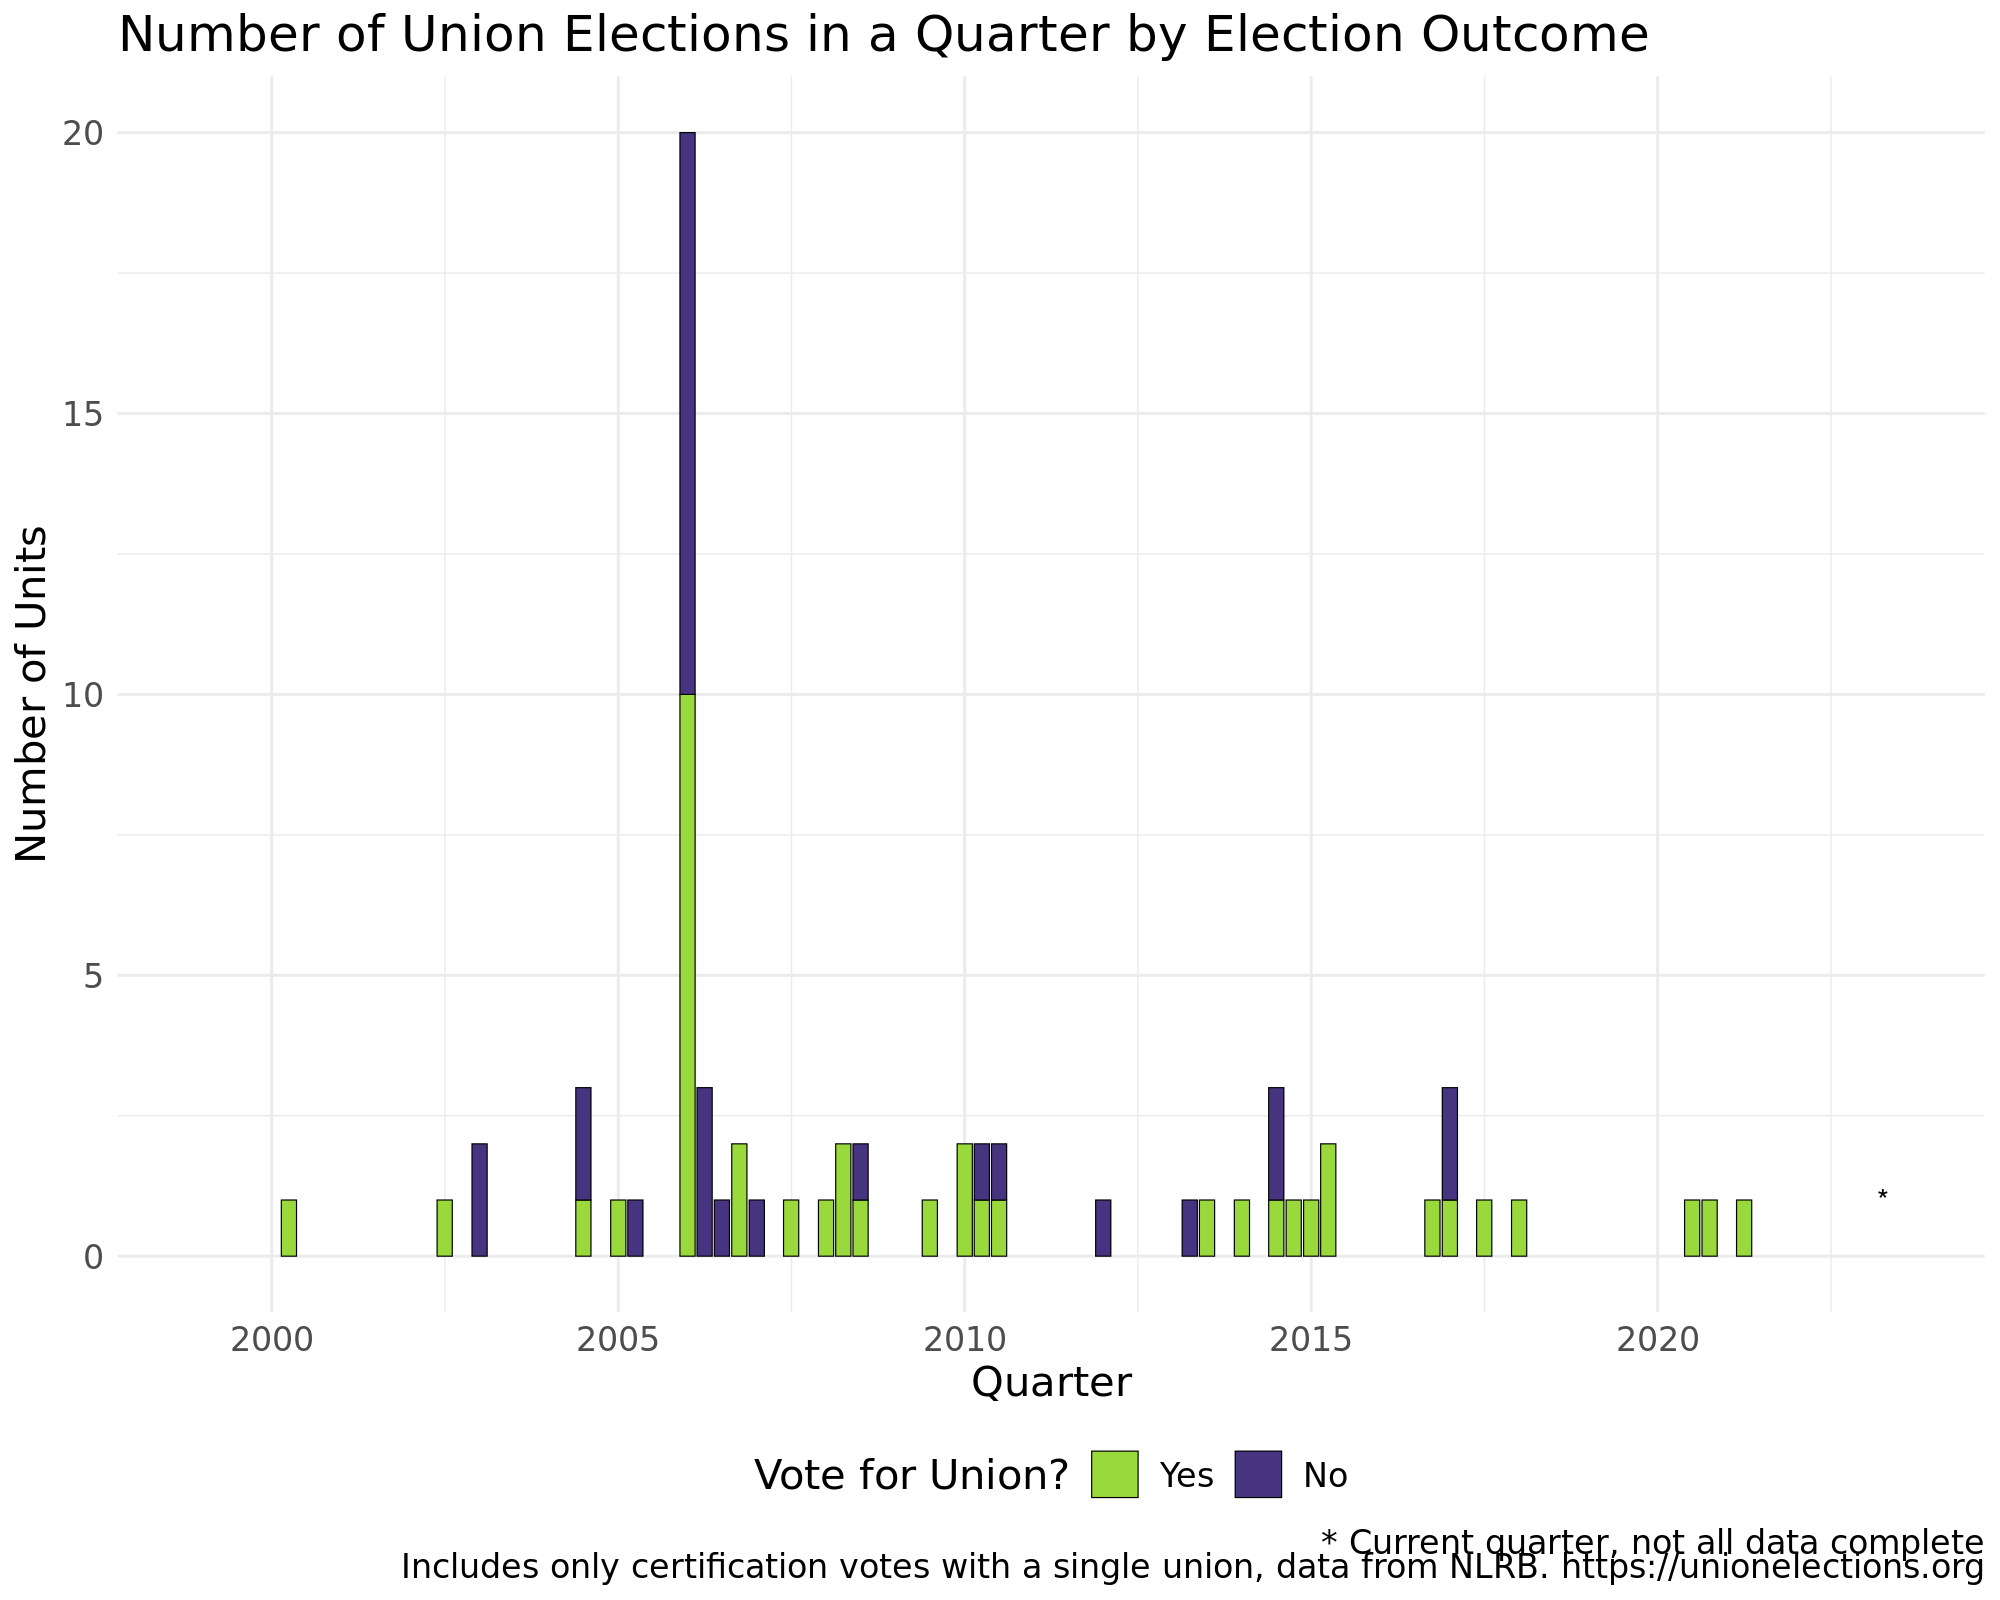 Number of Union Elections in a Quarter by Election Outcome
Number of Units
20
15
10
5
0
*
2000 2005 2010 2015 2020
Quarter
Vote for Union? Yes No
* Current quarter, not all data complete
Includes only certification votes with a single union, data from NLRB. https://unionelections.org